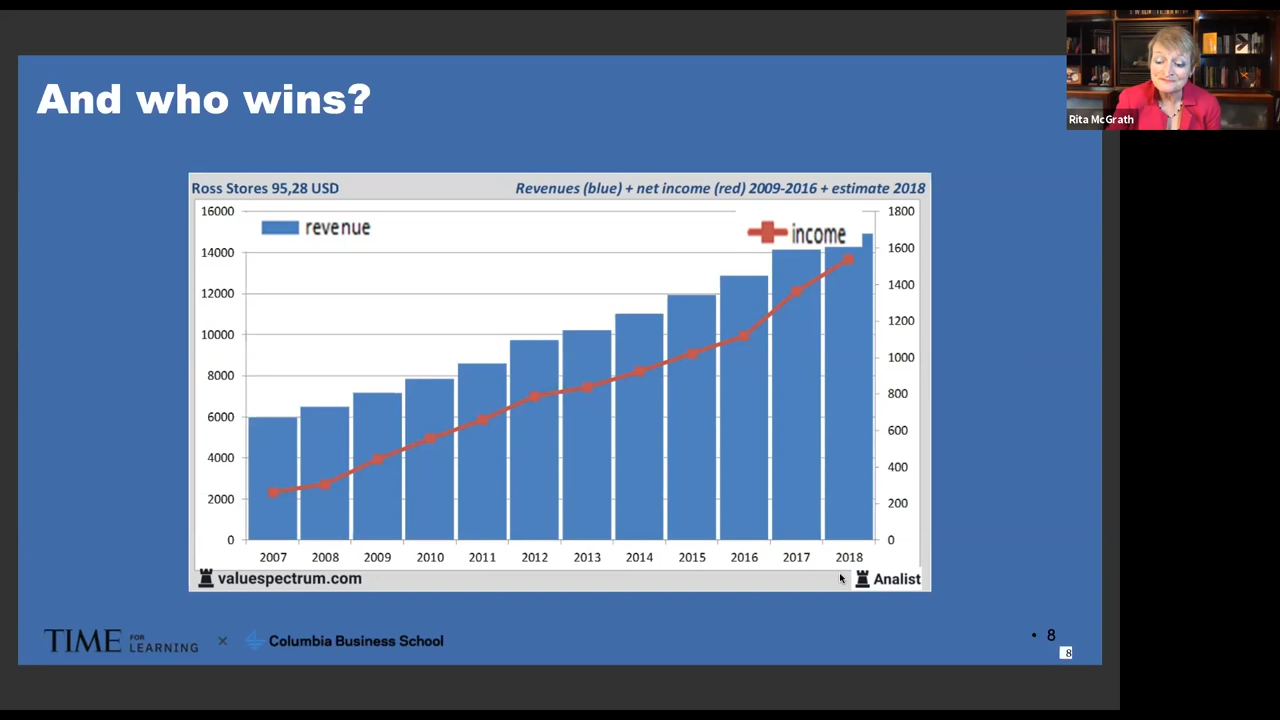 And who wins?
Rita McGrath
Ross Stores 95,28 USD
Revenues (blue) + net income (red) 2009-2016 + estimate 2018
revenue
income
16000
14000
12000
10000
8000
6000
4000
2000
0
1800
1600
1400
1200
1000
800
600
400
200
0
2007 2008 2009 2010 2011 2012 2013 2014 2015 2016 2017 2018
valuespectrum.com
Analist
TIME FOR LEARNING × Columbia Business School
• 8
8